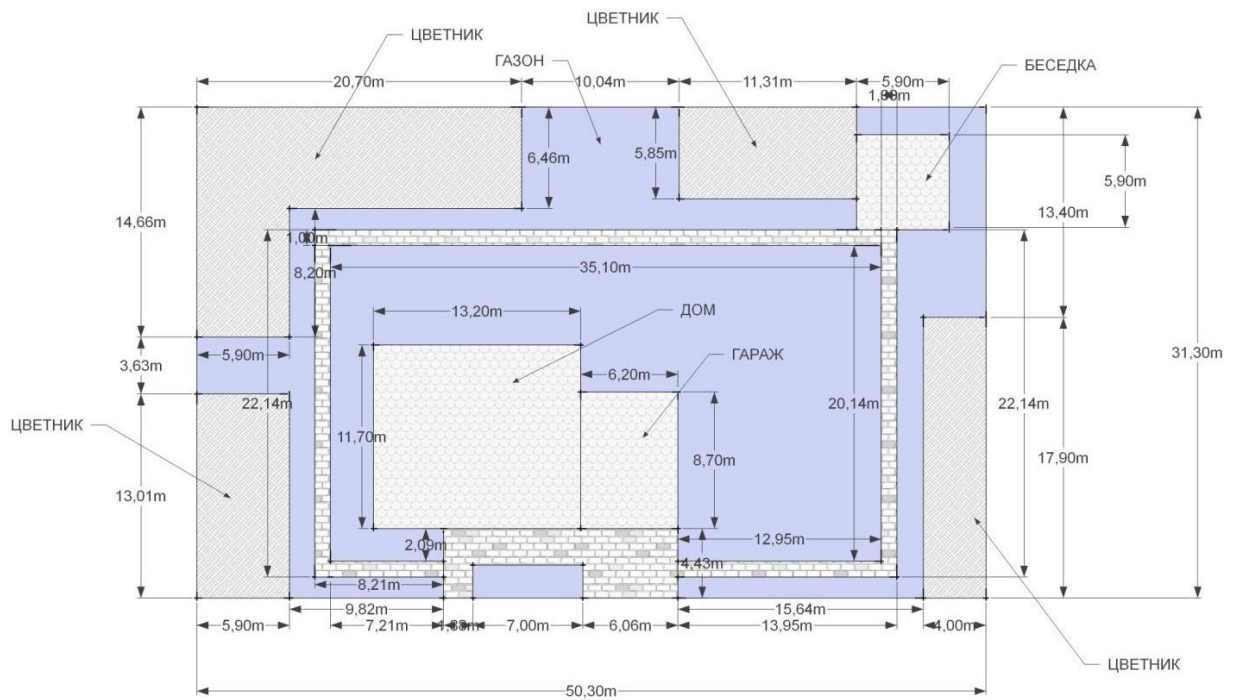 ЦВЕТНИК
ЦВЕТНИК
ГАЗОН
БЕСЕДКА
20,70m
10,04m
11,31m
5,90m
6,46m
5,85m
5,90m
14,66m
13,40m
1,00m
8,20m
35,10m
13,20m
ДОМ
ГАРАЖ
3,63m
5,90m
6,20m
31,30m
22,14m
20,14m
22,14m
ЦВЕТНИК
11,70m
8,70m
17,90m
13,01m
2,09m
12,95m
4,43m
8,21m
9,82m
15,64m
5,90m
7,21m
7,00m
6,06m
13,95m
4,00m
ЦВЕТНИК
50,30m